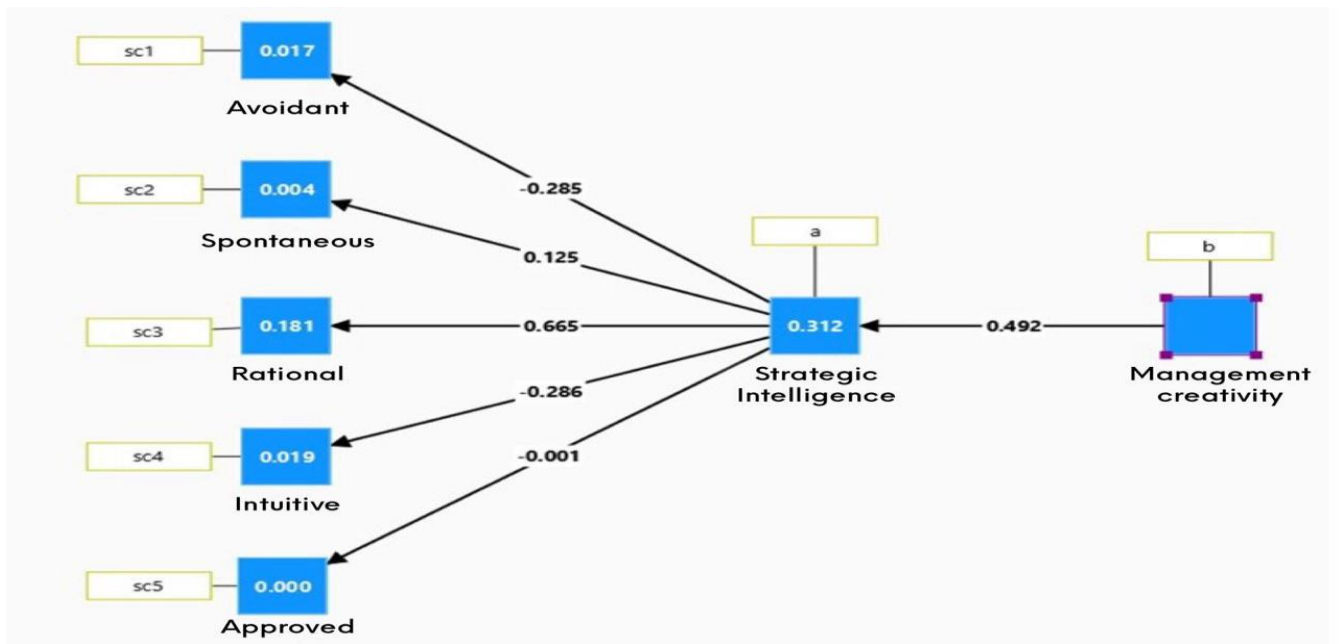 sc1
0.017
Avoidant
-0.285
sc2
0.004
Spontaneous
0.125
a
b
sc3
0.181
Rational
0.665
0.312
Strategic
Intelligence
0.492
Management
creativity
-0.286
sc4
0.019
Intuitive
-0.001
sc5
0.000
Approved